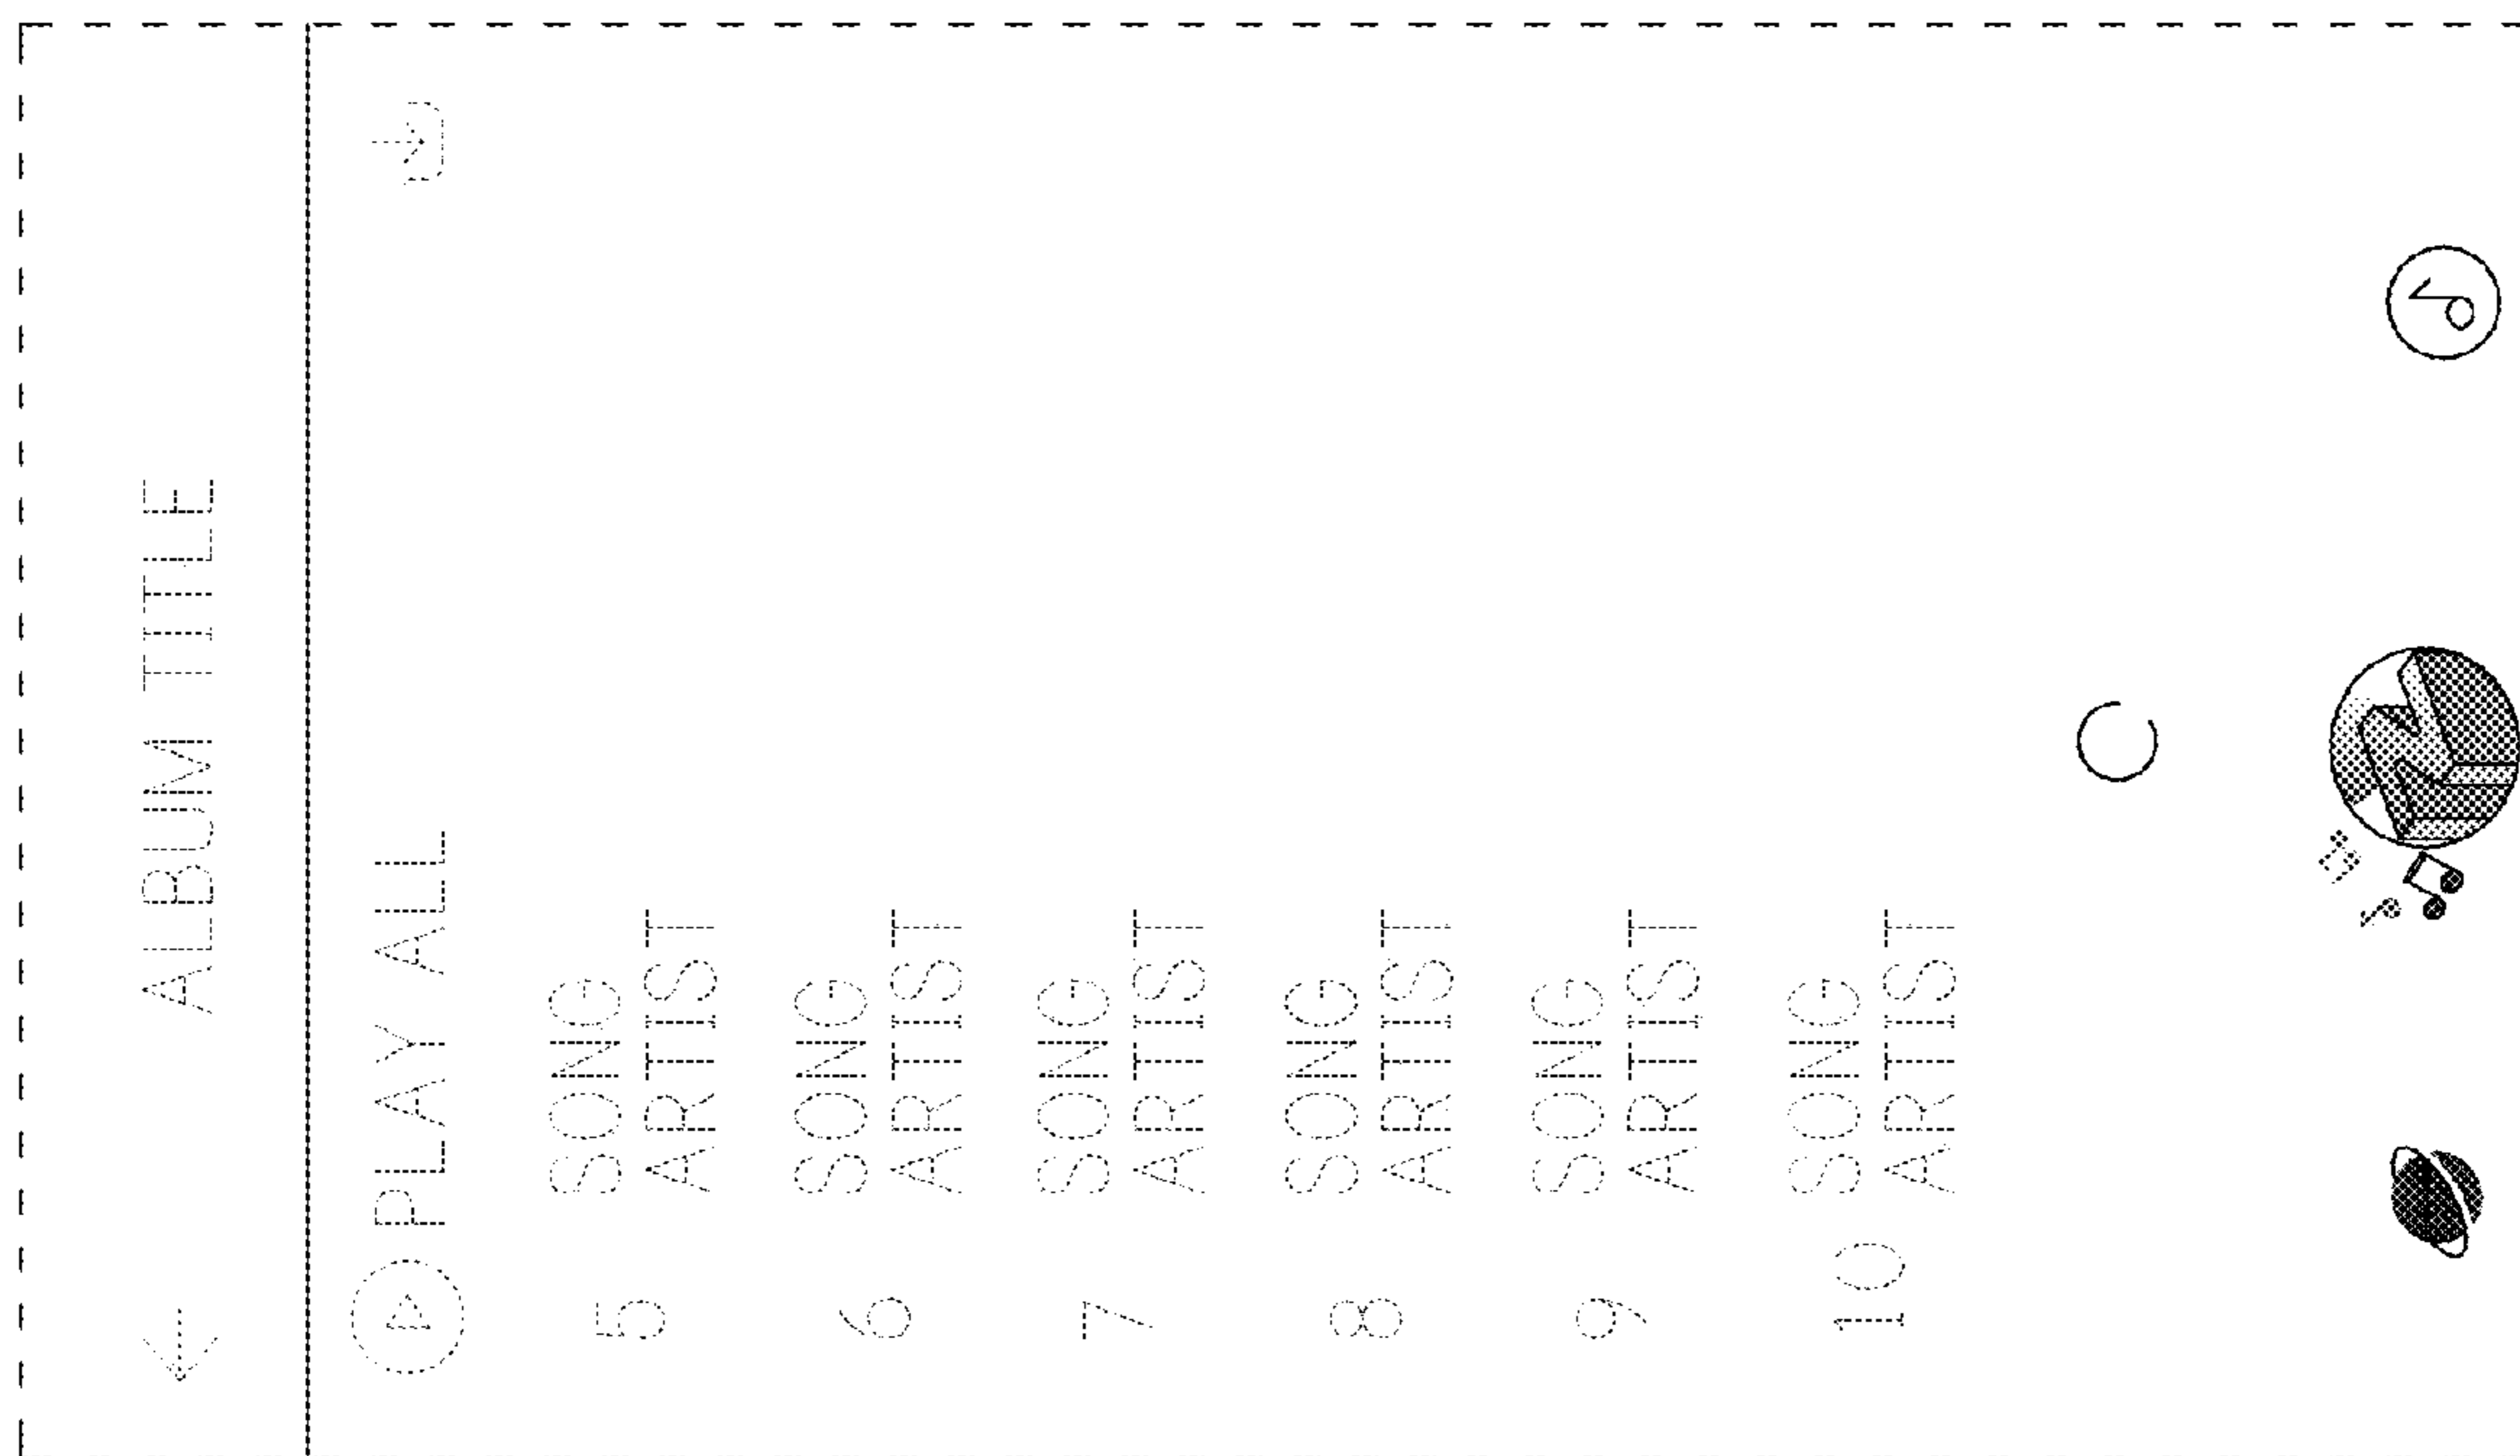 ALBUM TITLE
PLAY ALL
5 SONG
ARTIST
6 SONG
ARTIST
7 SONG
ARTIST
8 SONG
ARTIST
9 SONG
ARTIST
10 SONG
ARTIST